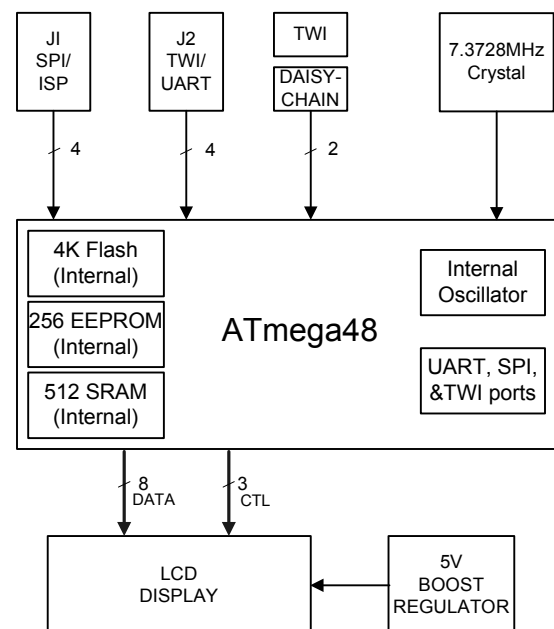 J1
SPI/
ISP
J2
TWI/
UART
TWI
DAISY-
CHAIN
7.3728MHz
Crystal
4
4
2
4K Flash
(Internal)
256 EEPROM
(Internal)
512 SRAM
(Internal)
ATmega48
Internal
Oscillator
UART, SPI,
&TWI ports
8
DATA
3
CTL
LCD
DISPLAY
5V
BOOST
REGULATOR